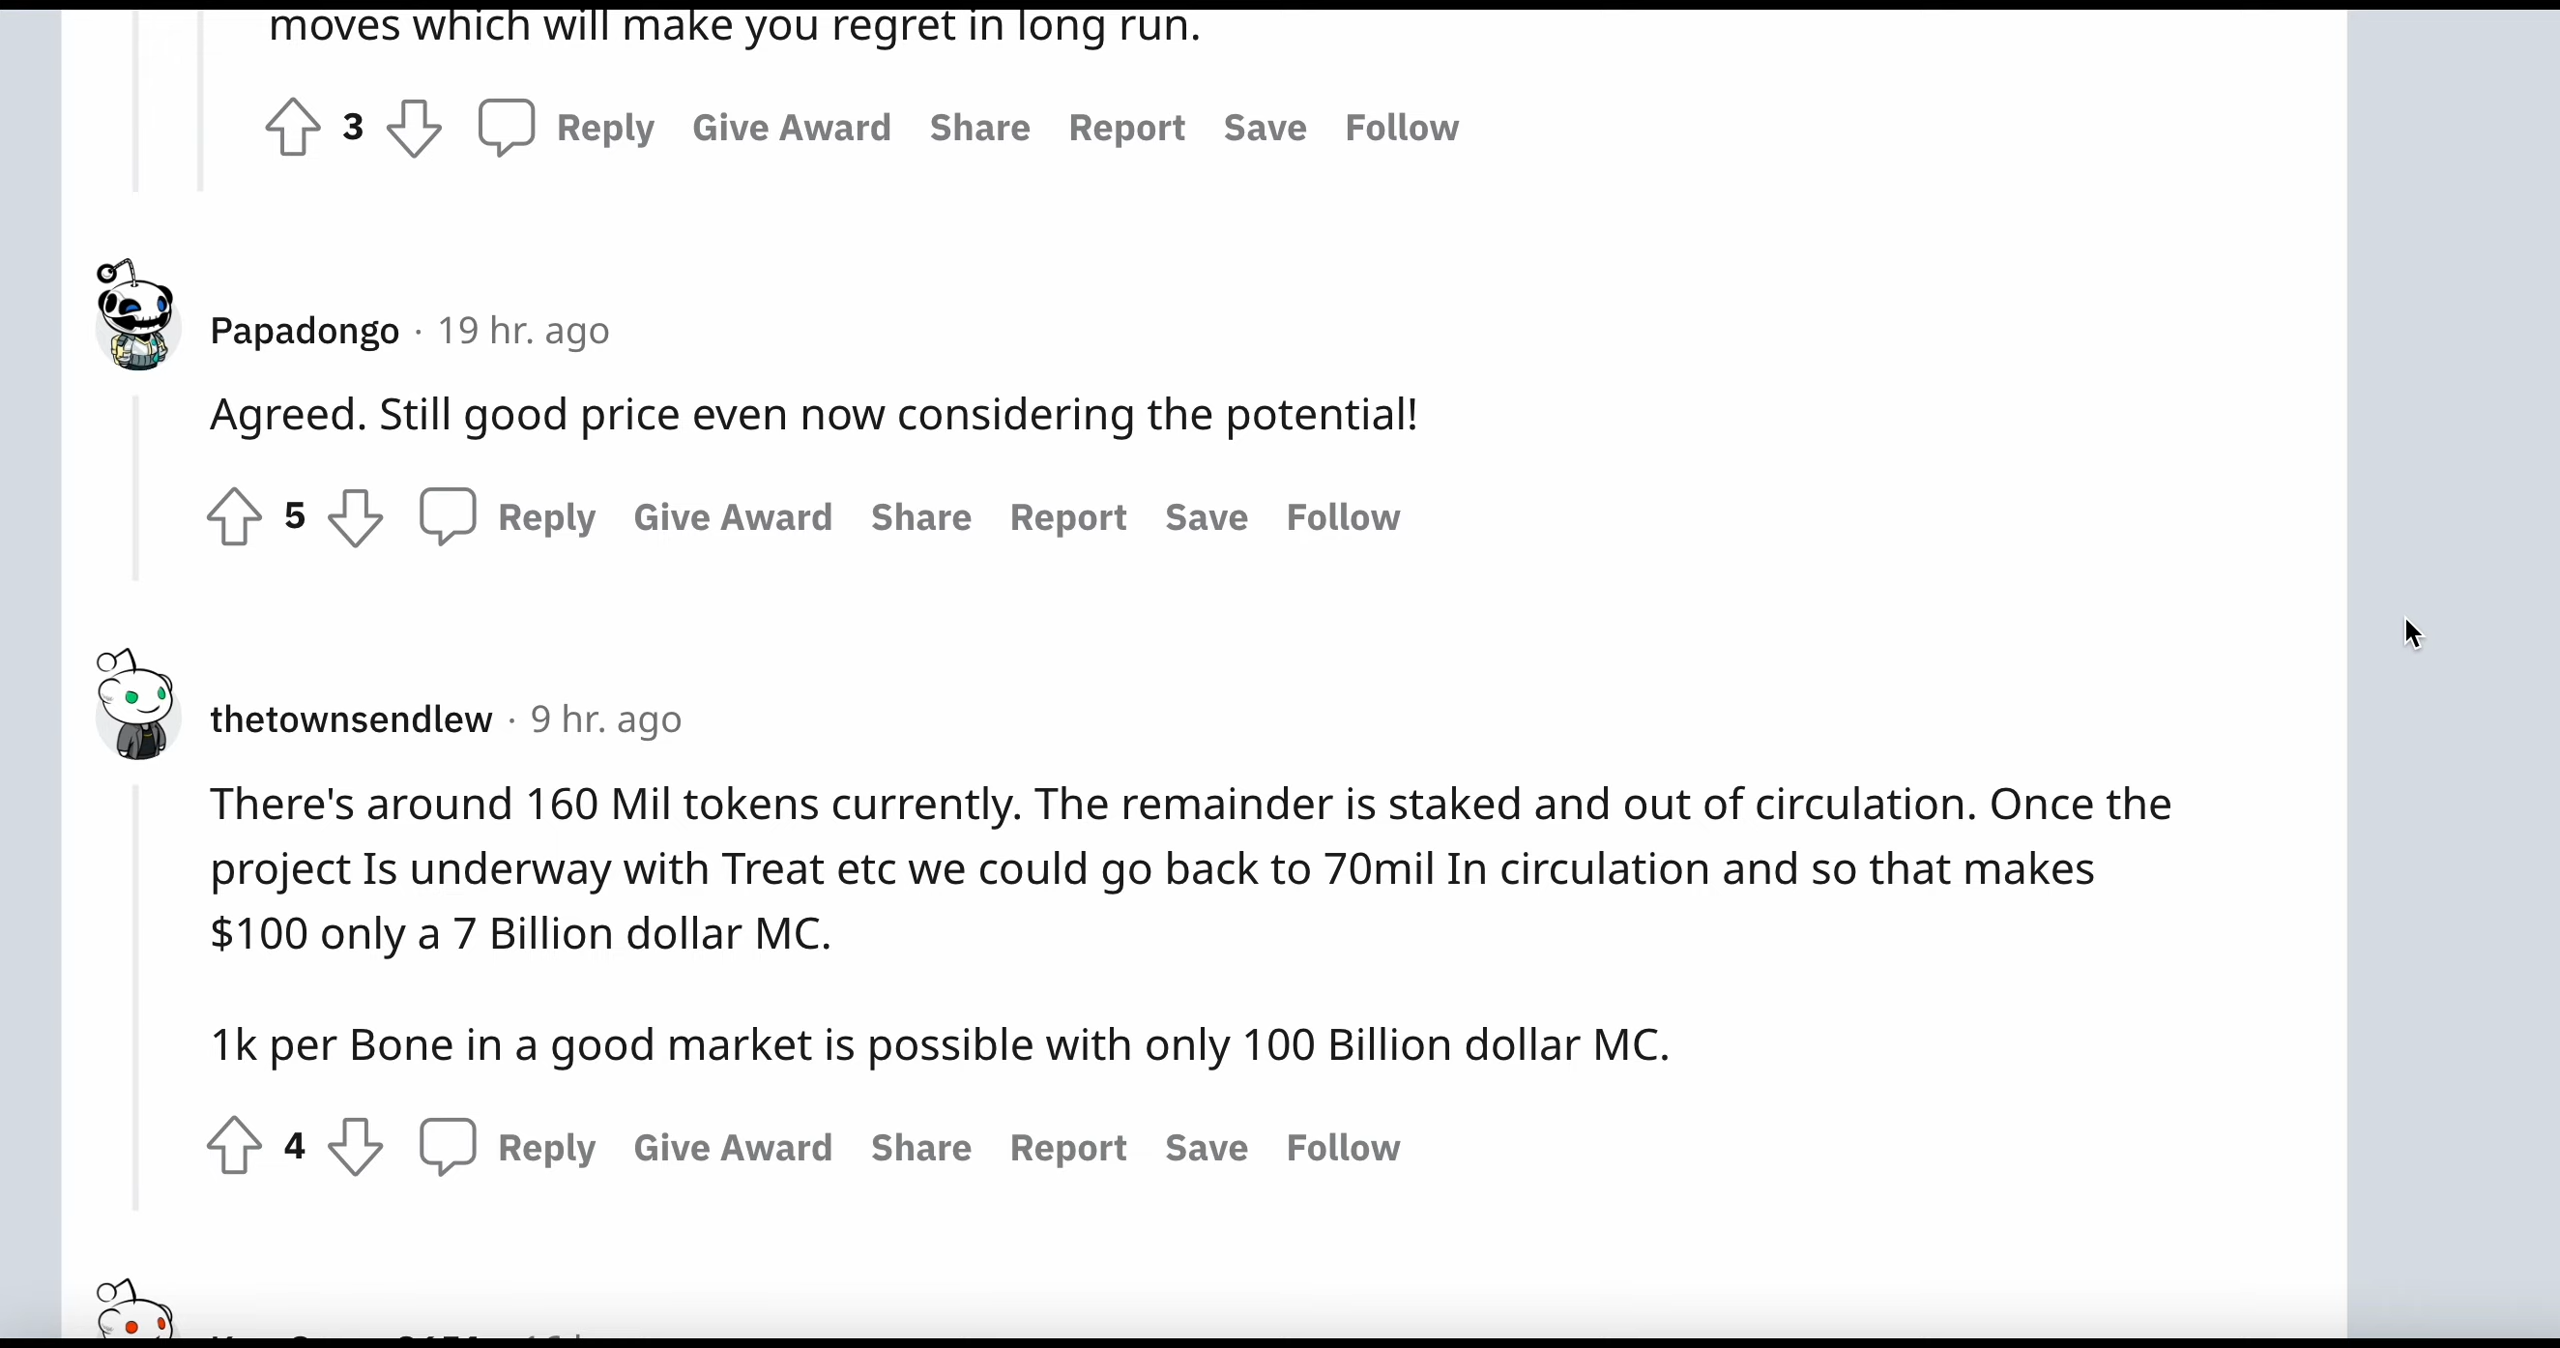 moves which will make you regret in long run.
3 Reply Give Award Share Report Save Follow
Papadongo · 19 hr. ago
Agreed. Still good price even now considering the potential!
5 Reply Give Award Share Report Save Follow
thetownsendlew · 9 hr. ago
There's around 160 Mil tokens currently. The remainder is staked and out of circulation. Once the
project Is underway with Treat etc we could go back to 70mil In circulation and so that makes
$100 only a 7 Billion dollar MC.
1k per Bone in a good market is possible with only 100 Billion dollar MC.
4 Reply Give Award Share Report Save Follow